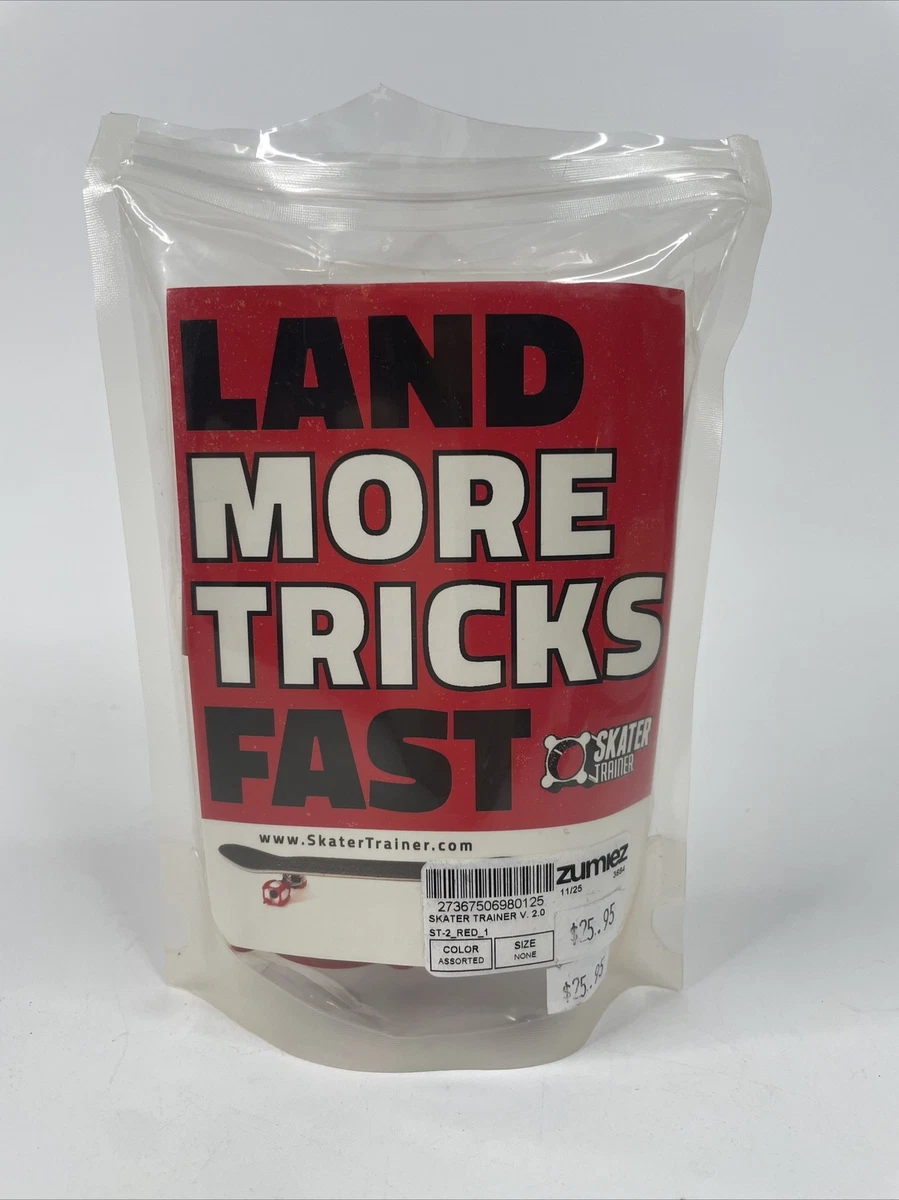 LAND
MORE
TRICKS
FAST
SKATER
TRAINER
www.SkaterTrainer.com
zumiez
11/25 3684
27367506980125
SKATER TRAINER V. 2.0
ST-2_RED_1
COLOR
ASSORTED
SIZE
NONE
$25.95
$25.95